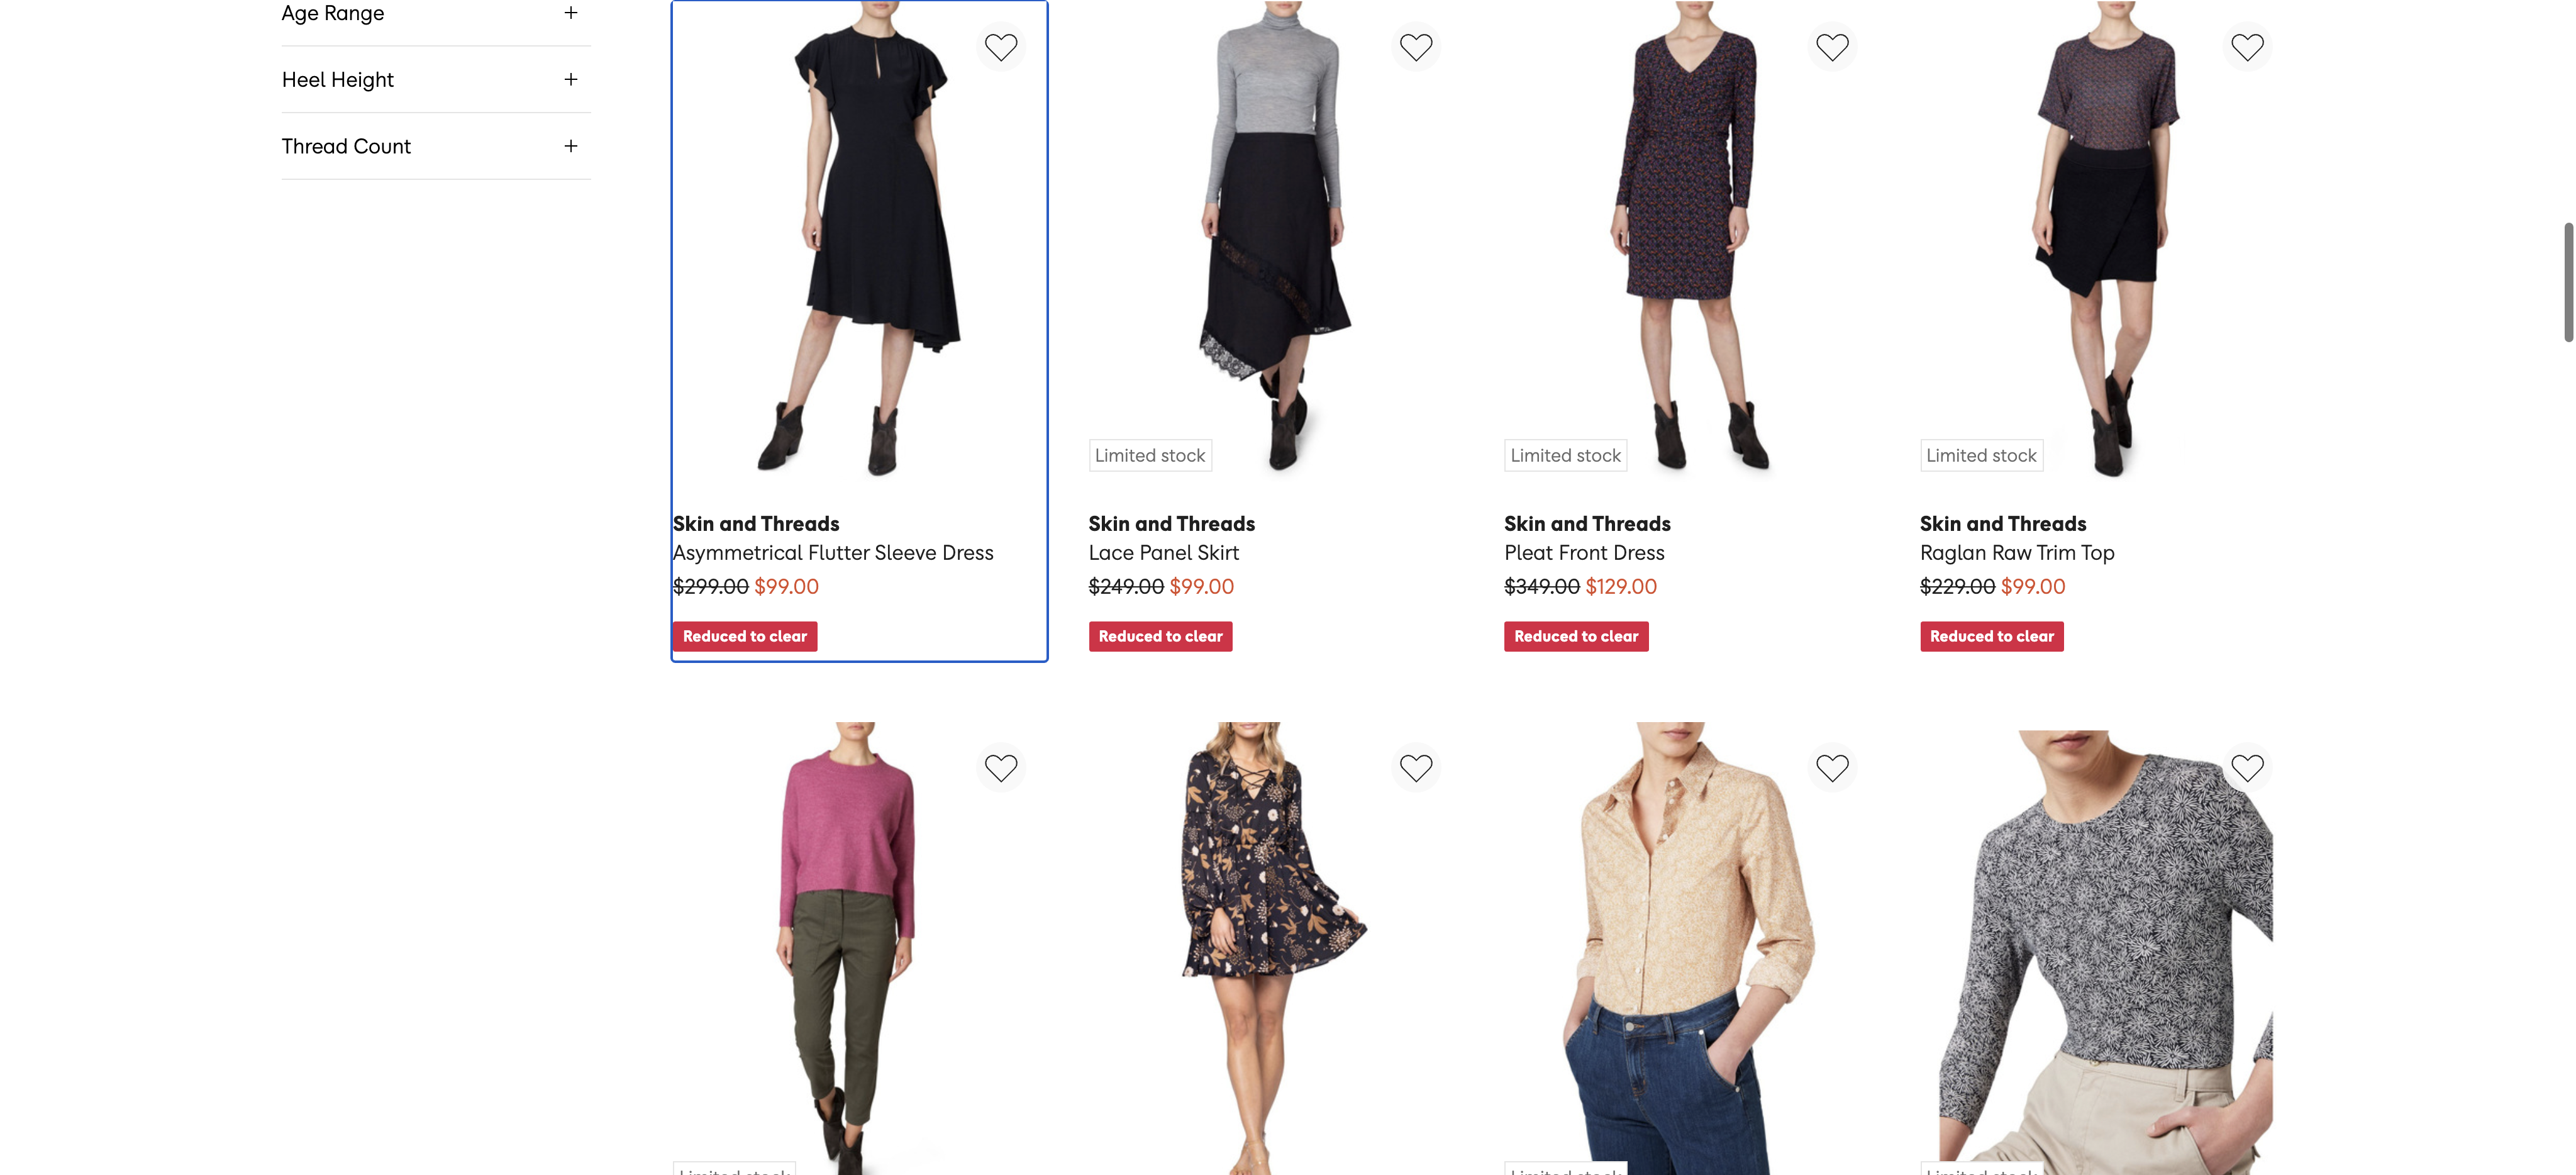 Age Range
Heel Height
Thread Count
Limited stock
Limited stock
Limited stock
Skin and Threads
Asymmetrical Flutter Sleeve Dress
$299.00 $99.00
Reduced to clear
Skin and Threads
Lace Panel Skirt
$249.00 $99.00
Reduced to clear
Skin and Threads
Pleat Front Dress
$349.00 $129.00
Reduced to clear
Skin and Threads
Raglan Raw Trim Top
$229.00 $99.00
Reduced to clear